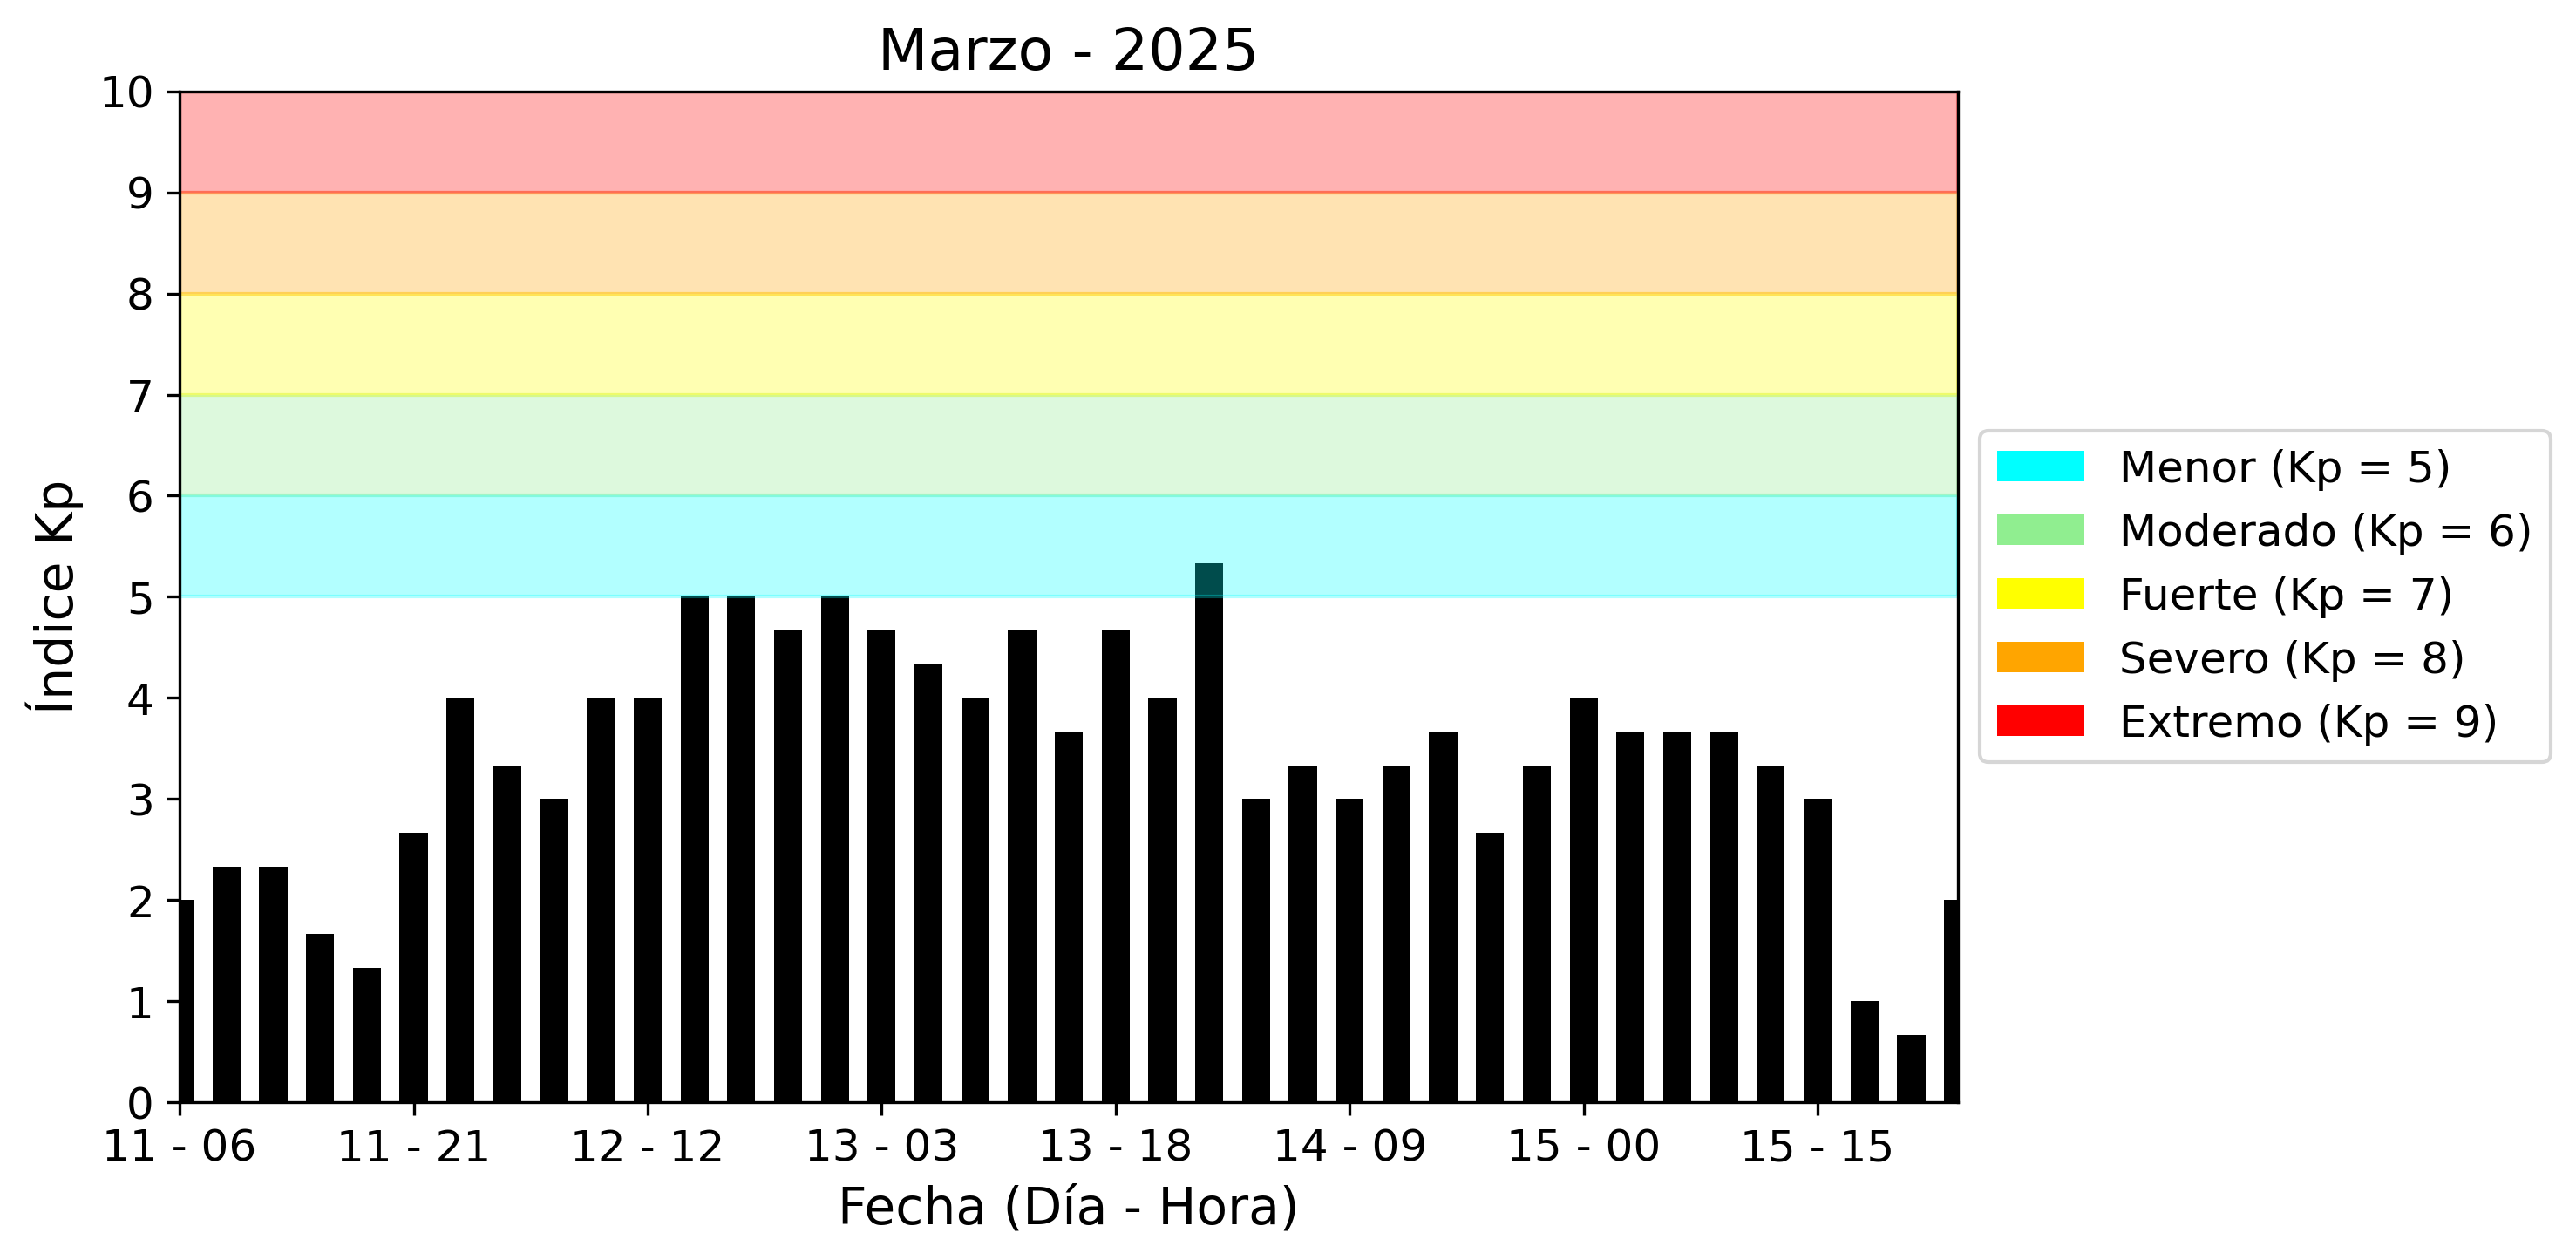 Marzo - 2025
Índice Kp
10
9
8
7
6
5
4
3
2
1
0
11 - 06
11 - 21
12 - 12
13 - 03
13 - 18
14 - 09
15 - 00
15 - 15
Fecha (Día - Hora)
Menor (Kp = 5)
Moderado (Kp = 6)
Fuerte (Kp = 7)
Severo (Kp = 8)
Extremo (Kp = 9)